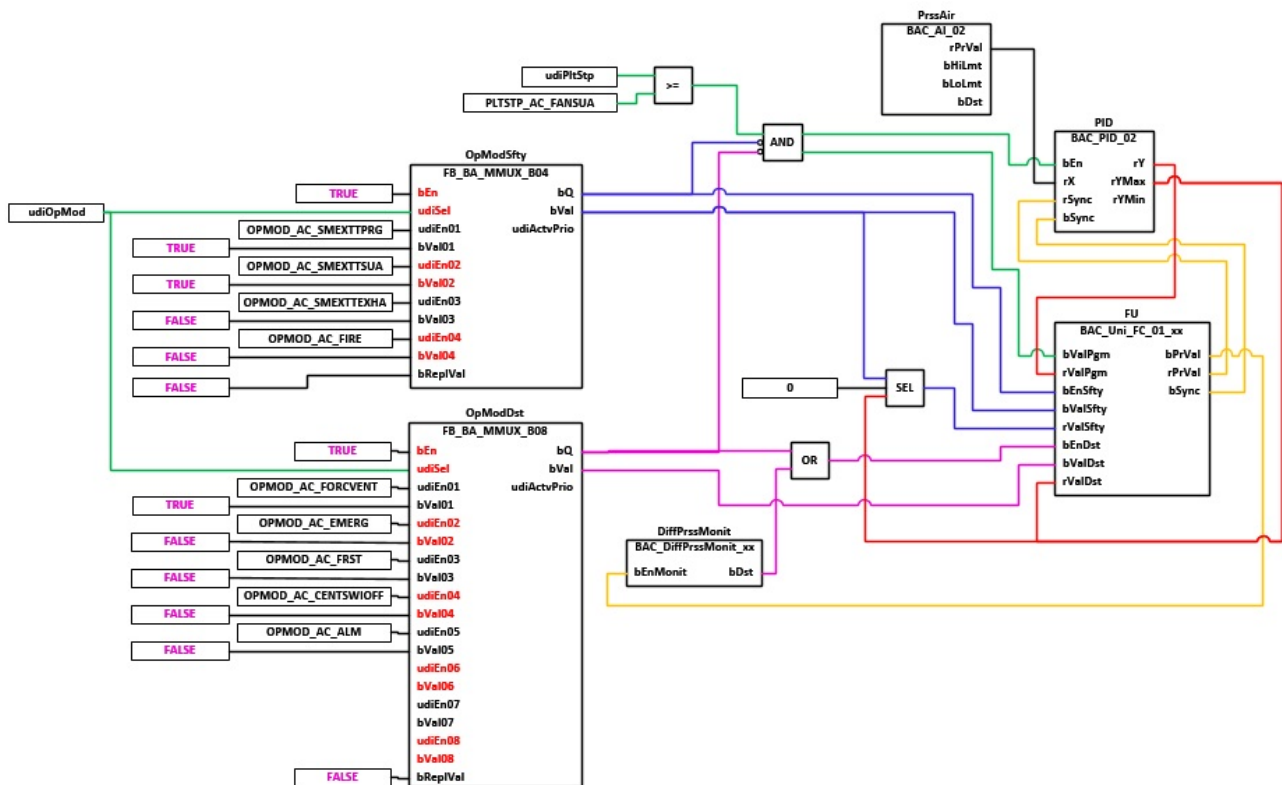 PrssAir
BAC_AI_02
rPrVal
bHiLmt
bLoLmt
bDst
udiPltStp
PLTSTP_AC_FANSUA
>=
AND
PID
BAC_PID_02
bEn rY
rX rYMax
rSync rYMin
bSync
OpModSfty
FB_BA_MMUX_B04
TRUE bEn bQ
udiOpMod udiSel bVal
OPMOD_AC_SMEXTTPRG udiEn01 udiActvPrio
TRUE bVal01
OPMOD_AC_SMEXTTSUA udiEn02
TRUE bVal02
OPMOD_AC_SMEXTTEXHA udiEn03
FALSE bVal03
OPMOD_AC_FIRE udiEn04
FALSE bVal04
FALSE bReplVal
FU
BAC_Uni_FC_01_xx
bValPgm bPrVal
rValPgm rPrVal
bEnSfty bSync
bValSfty
rValSfty
bEnDst
bValDst
rValDst
0
SEL
OR
OpModDst
FB_BA_MMUX_B08
TRUE bEn bQ
udiSel bVal
OPMOD_AC_FORCVENT udiEn01 udiActvPrio
TRUE bVal01
OPMOD_AC_EMERG udiEn02
FALSE bVal02
OPMOD_AC_FRST udiEn03
FALSE bVal03
OPMOD_AC_CENTSWIOFF udiEn04
FALSE bVal04
OPMOD_AC_ALM udiEn05
FALSE bVal05
udiEn06
bVal06
udiEn07
bVal07
udiEn08
bVal08
FALSE bReplVal
DiffPrssMonit
BAC_DiffPrssMonit_xx
bEnMonit bDst